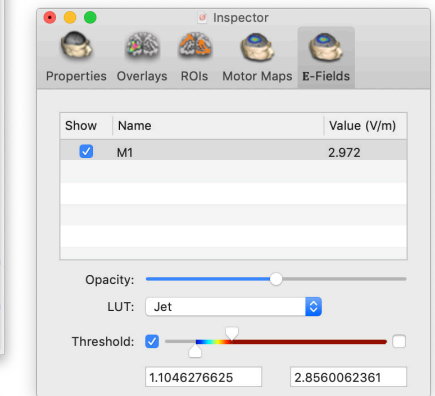 Inspector
Properties Overlays ROIs Motor Maps E-Fields
Show Name Value (V/m)
M1 2.972
Opacity:
LUT: Jet
Threshold:
1.1046276625 2.8560062361